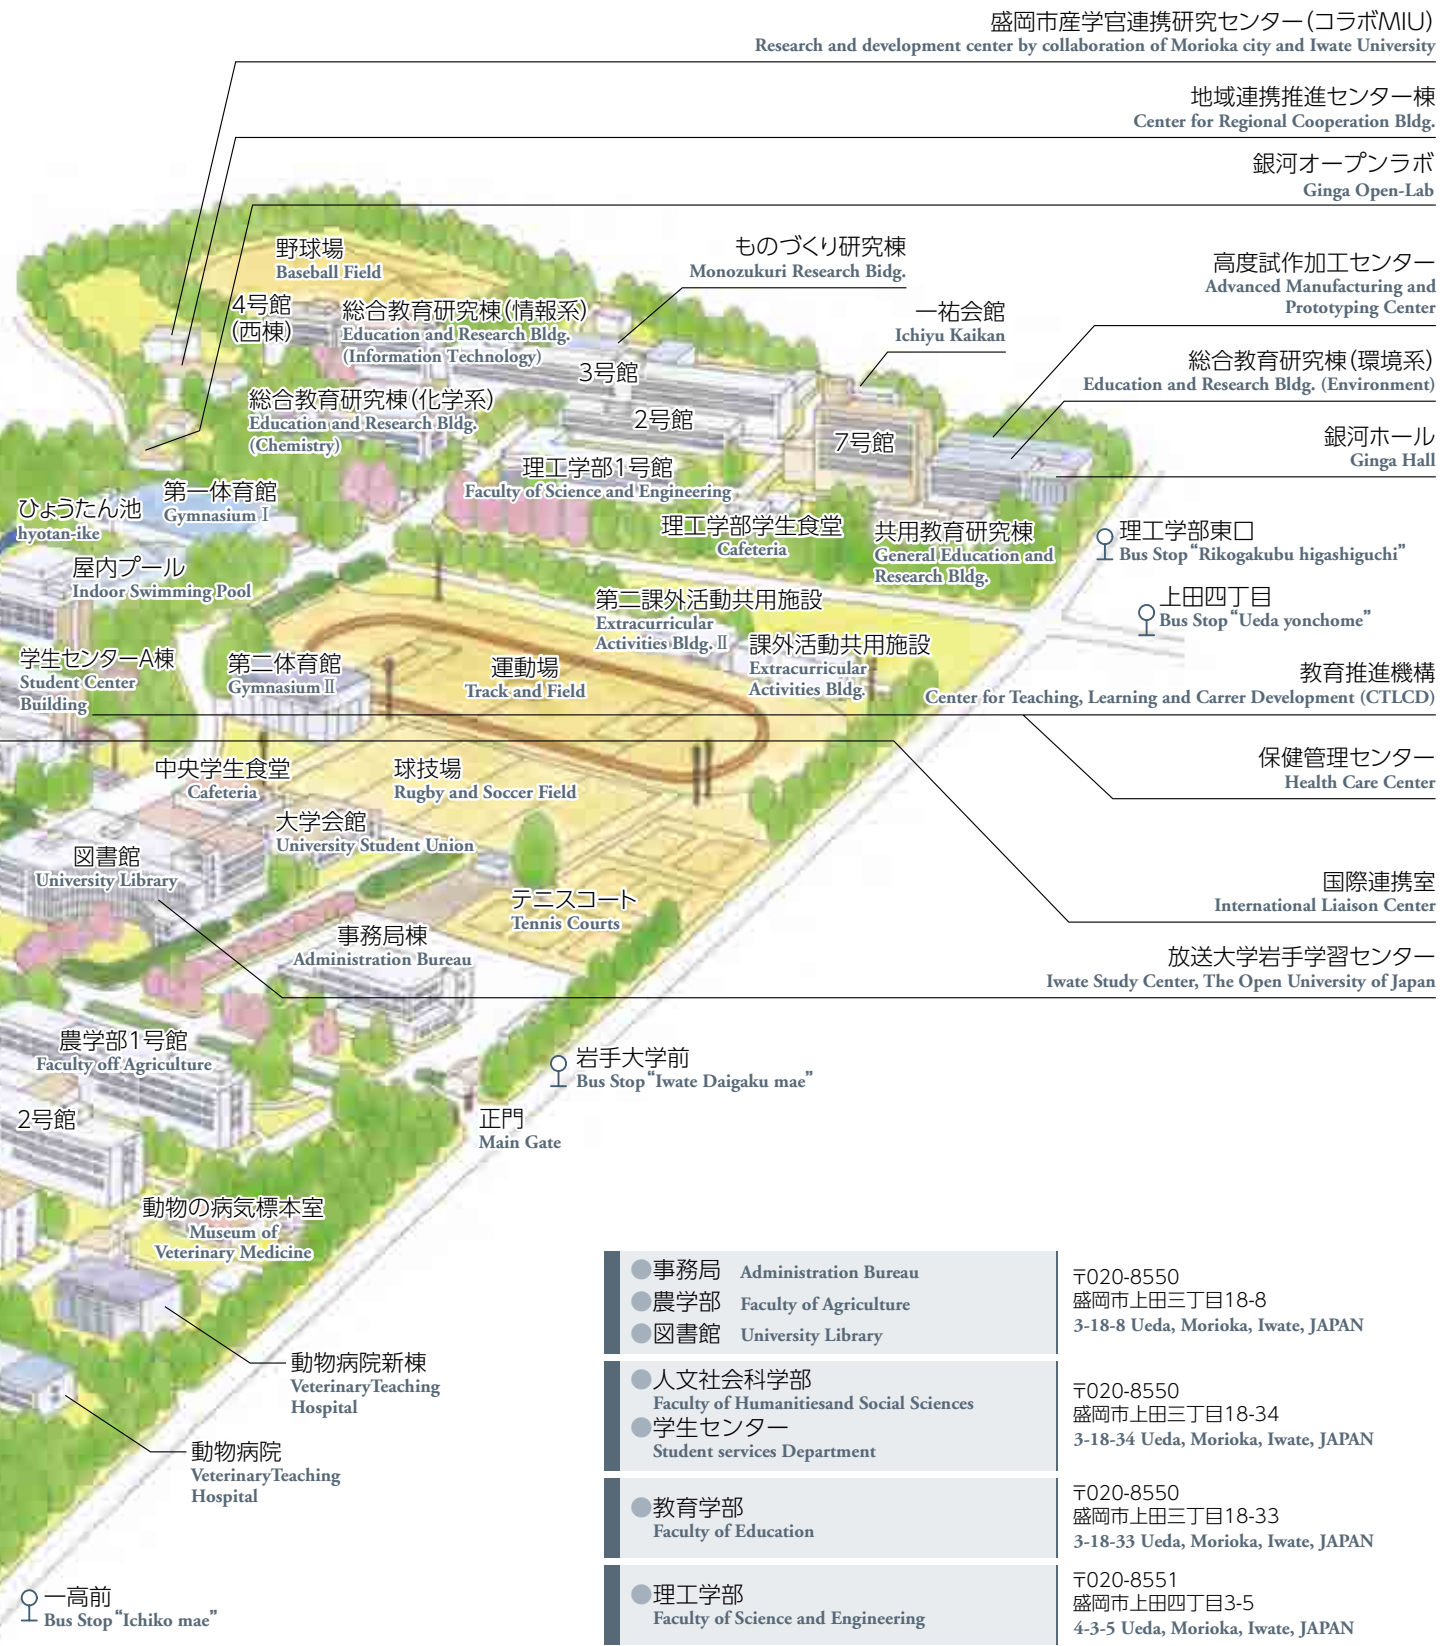 盛岡市産学官連携研究センター（コラボMIU）
Research and development center by collaboration of Morioka city and Iwate University
地域連携推進センター棟
Center for Regional Cooperation Bldg.
銀河オープンラボ
Ginga Open-Lab
野球場
Baseball Field
ものづくり研究棟
Monozukuri Research Bidg.
高度試作加工センター
Advanced Manufacturing and
Prototyping Center
4号館
（西棟）
総合教育研究棟（情報系）
Education and Research Bldg.
(Information Technology)
一祐会館
Ichiyu Kaikan
3号館
総合教育研究棟（環境系）
Education and Research Bldg. (Environment)
総合教育研究棟（化学系）
Education and Research Bldg.
(Chemistry)
2号館
7号館
銀河ホール
Ginga Hall
理工学部1号館
Faculty of Science and Engineering
ひょうたん池
hyotan-ike
第一体育館
Gymnasium Ⅰ
理工学部学生食堂
Cafeteria
共用教育研究棟
General Education and
Research Bldg.
理工学部東口
Bus Stop “Rikogakubu higashiguchi”
屋内プール
Indoor Swimming Pool
上田四丁目
Bus Stop “Ueda yonchome”
第二課外活動共用施設
Extracurricular
Activities Bldg. Ⅱ
課外活動共用施設
Extracurricular
Activities Bldg.
学生センターA棟
Student Center
Building
第二体育館
Gymnasium Ⅱ
運動場
Track and Field
教育推進機構
Center for Teaching, Learning and Carrer Development (CTLCD)
保健管理センター
Health Care Center
中央学生食堂
Cafeteria
球技場
Rugby and Soccer Field
大学会館
University Student Union
図書館
University Library
国際連携室
International Liaison Center
テニスコート
Tennis Courts
事務局棟
Administration Bureau
放送大学岩手学習センター
Iwate Study Center, The Open University of Japan
農学部1号館
Faculty off Agriculture
岩手大学前
Bus Stop “Iwate Daigaku mae”
2号館
正門
Main Gate
動物の病気標本室
Museum of
Veterinary Medicine
動物病院新棟
VeterinaryTeaching
Hospital
動物病院
VeterinaryTeaching
Hospital
一高前
Bus Stop “Ichiko mae”
●事務局 Administration Bureau
●農学部 Faculty of Agriculture
●図書館 University Library
〒020-8550
盛岡市上田三丁目18-8
3-18-8 Ueda, Morioka, Iwate, JAPAN
●人文社会科学部
Faculty of Humanitiesand Social Sciences
●学生センター
Student services Department
〒020-8550
盛岡市上田三丁目18-34
3-18-34 Ueda, Morioka, Iwate, JAPAN
●教育学部
Faculty of Education
〒020-8550
盛岡市上田三丁目18-33
3-18-33 Ueda, Morioka, Iwate, JAPAN
●理工学部
Faculty of Science and Engineering
〒020-8551
盛岡市上田四丁目3-5
4-3-5 Ueda, Morioka, Iwate, JAPAN